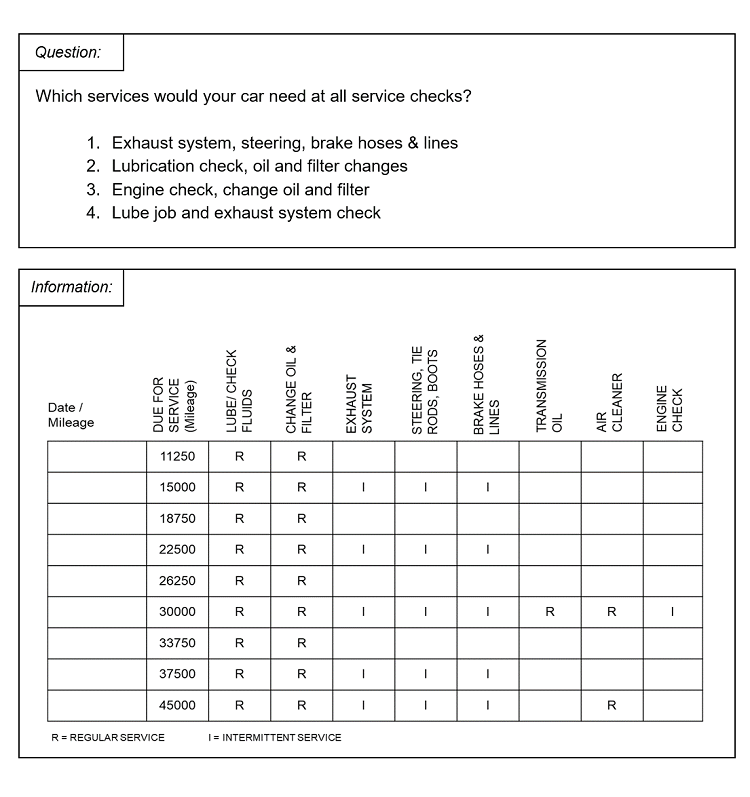 Question:
Which services would your car need at all service checks?
1. Exhaust system, steering, brake hoses & lines
2. Lubrication check, oil and filter changes
3. Engine check, change oil and filter
4. Lube job and exhaust system check
Information:
Date /
Mileage
DUE FOR
SERVICE
(Mileage)
LUBE/ CHECK
FLUIDS
CHANGE OIL &
FILTER
EXHAUST
SYSTEM
STEERING, TIE
RODS, BOOTS
BRAKE HOSES &
LINES
TRANSMISSION
OIL
AIR
CLEANER
ENGINE
CHECK
11250 R R
15000 R R I I I
18750 R R
22500 R R I I I
26250 R R
30000 R R I I I R R I
33750 R R
37500 R R I I I
45000 R R I I I R
R = REGULAR SERVICE I = INTERMITTENT SERVICE